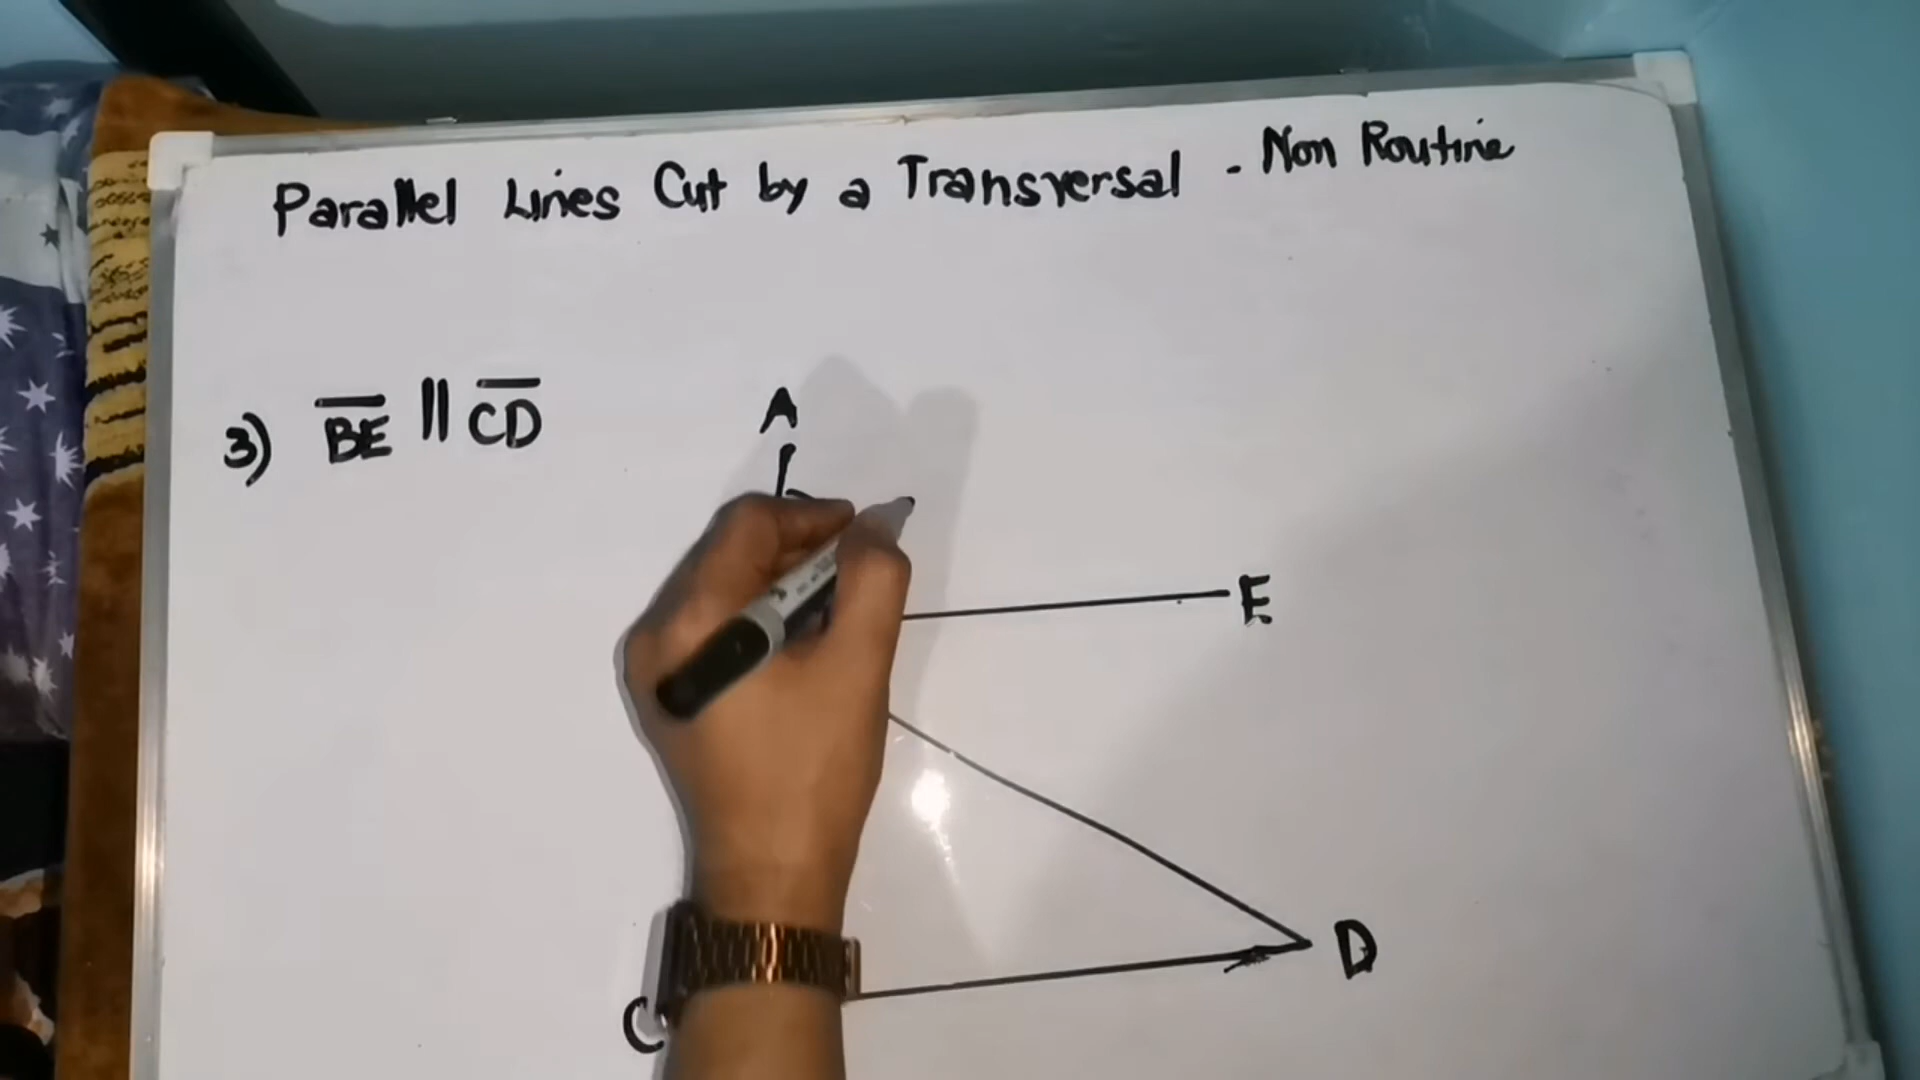 Parallel Lines Cut by a Transversal - Non Routine
3) BE || CD
A
E
D
C